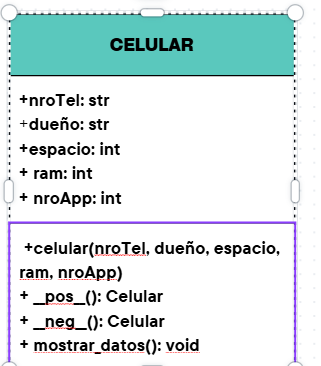 CELULAR
+nroTel: str
+dueño: str
+espacio: int
+ ram: int
+ nroApp: int
+celular(nroTel, dueño, espacio,
ram, nroApp)
+ __pos__(): Celular
+ __neg__(): Celular
+ mostrar_datos(): void